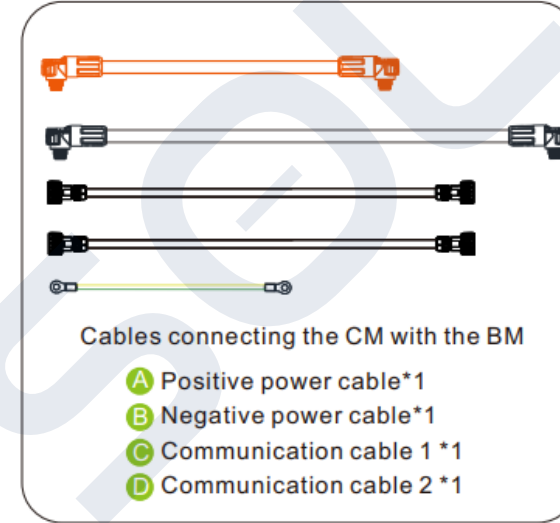 SOL
Cables connecting the CM with the BM
A Positive power cable*1
B Negative power cable*1
C Communication cable 1 *1
D Communication cable 2 *1